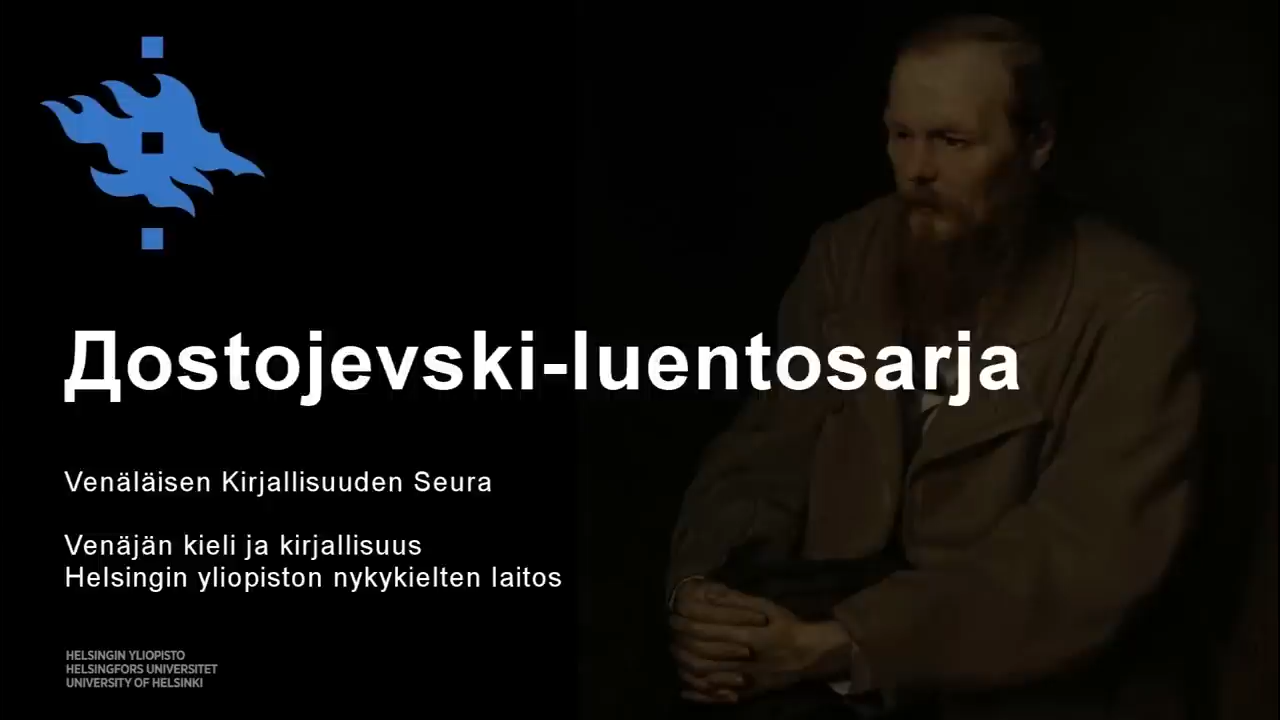 Дostojevski-luentosarja
Venäläisen Kirjallisuuden Seura
Venäjän kieli ja kirjallisuus
Helsingin yliopiston nykykielten laitos
HELSINGIN YLIOPISTO
HELSINGFORS UNIVERSITET
UNIVERSITY OF HELSINKI